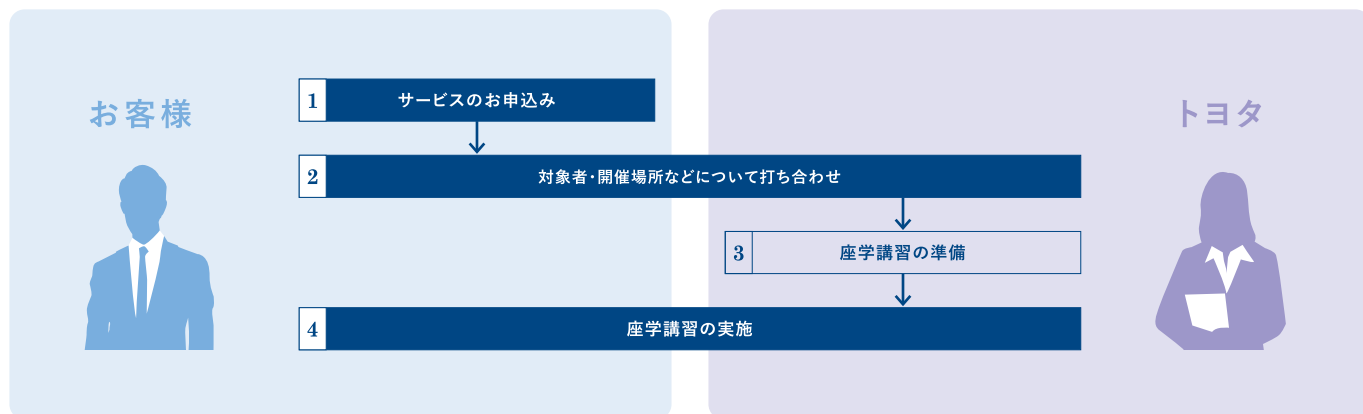 お客様
トヨタ
1 サービスのお申込み
2 対象者・開催場所などについて打ち合わせ
3 座学講習の準備
4 座学講習の実施